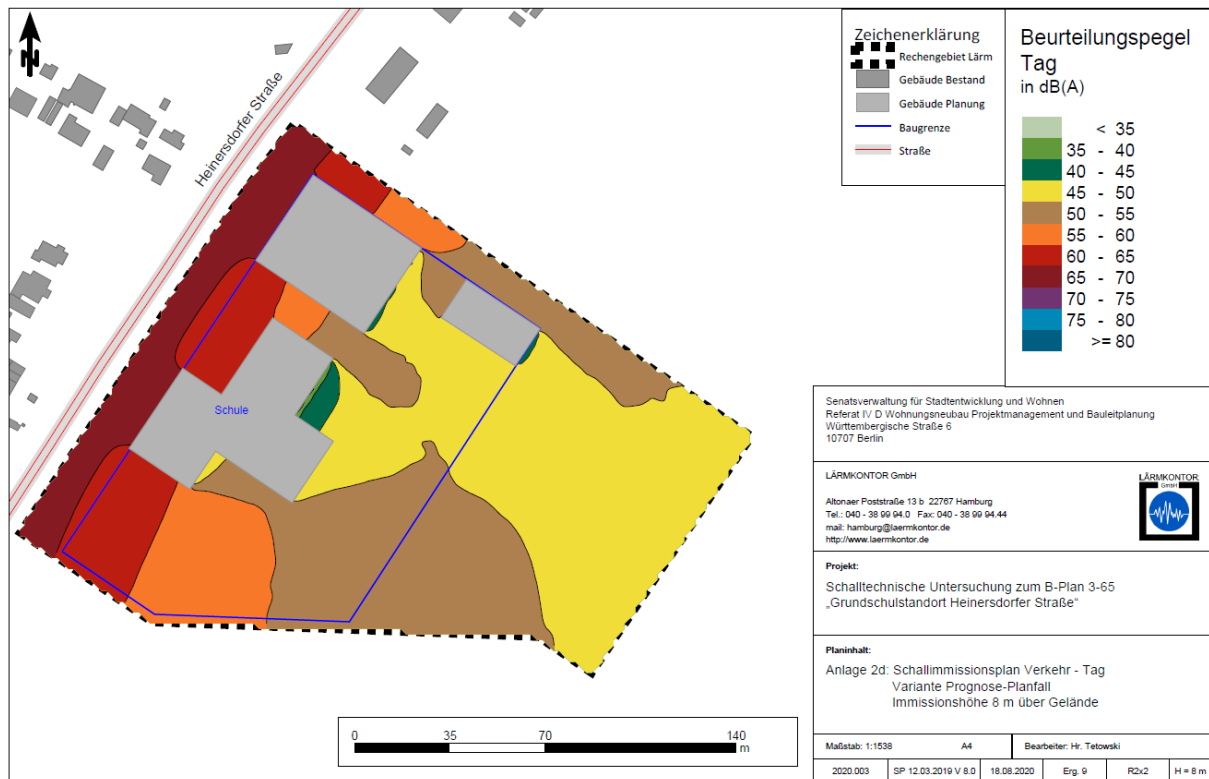 N
Heinersdorfer Straße
Schule
0 35 70 140
m
Zeichenerklärung
Rechengebiet Lärm
Gebäude Bestand
Gebäude Planung
Baugrenze
Straße
Beurteilungspegel
Tag
in dB(A)
< 35
35 - 40
40 - 45
45 - 50
50 - 55
55 - 60
60 - 65
65 - 70
70 - 75
75 - 80
>= 80
Senatsverwaltung für Stadtentwicklung und Wohnen
Referat IV D Wohnungsneubau Projektmanagement und Bauleitplanung
Württembergische Straße 6
10707 Berlin
LÄRMKONTOR GmbH
Altonaer Poststraße 13 b 22767 Hamburg
Tel.: 040 - 38 99 94.0 Fax: 040 - 38 99 94.44
mail: hamburg@laermkontor.de
http://www.laermkontor.de
LÄRMKONTOR
GmbH
Projekt:
Schalltechnische Untersuchung zum B-Plan 3-65
„Grundschulstandort Heinersdorfer Straße"
Planinhalt:
Anlage 2d: Schallimmissionsplan Verkehr - Tag
Variante Prognose-Planfall
Immissionshöhe 8 m über Gelände
Maßstab: 1:1538 A4 Bearbeiter: Hr. Tetowski
2020.003 SP 12.03.2019 V 8.0 18.08.2020 Erg. 9 R2x2 H = 8 m